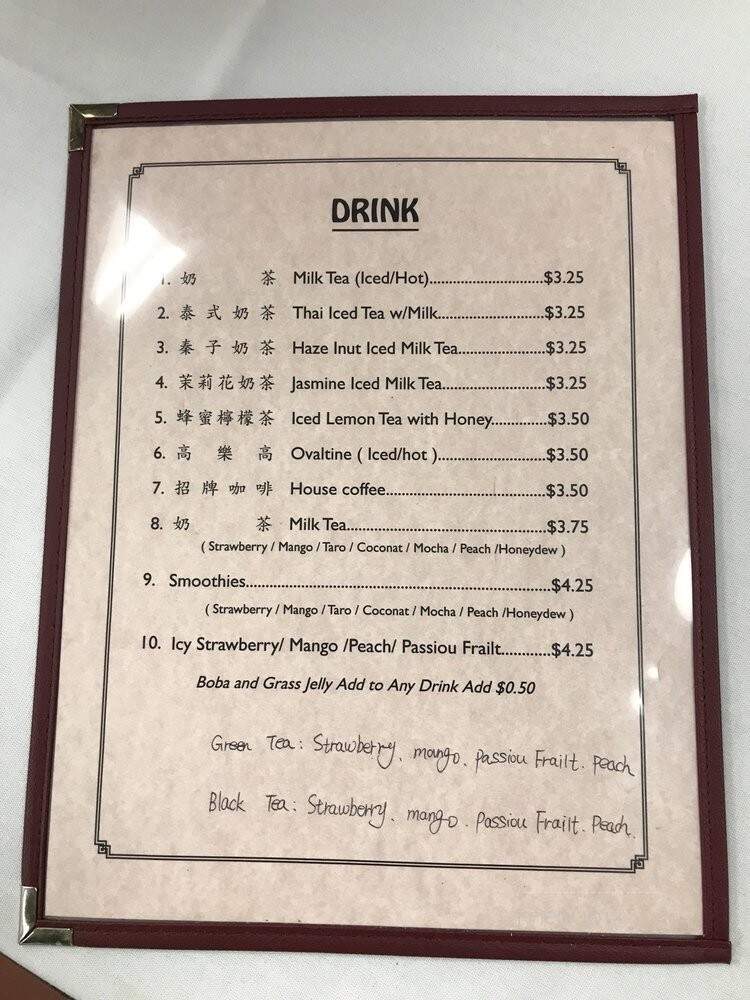 DRINK
1. 奶 茶 Milk Tea (Iced/Hot)............................$3.25
2. 泰式奶茶 Thai Iced Tea w/Milk..........................$3.25
3. 秦子奶茶 Haze Inut Iced Milk Tea.....................$3.25
4. 茉莉花奶茶 Jasmine Iced Milk Tea.........................$3.25
5. 蜂蜜檸檬茶 Iced Lemon Tea with Honey.............$3.50
6. 高樂高 Ovaltine ( Iced/hot )..........................$3.50
7. 招牌咖啡 House coffee.......................................$3.50
8. 奶 茶 Milk Tea................................................$3.75
( Strawberry / Mango / Taro / Coconat / Mocha / Peach /Honeydew )
9. Smoothies.........................................................................$4.25
( Strawberry / Mango / Taro / Coconat / Mocha / Peach /Honeydew )
10. Icy Strawberry/ Mango /Peach/ Passiou Frailt............$4.25
Boba and Grass Jelly Add to Any Drink Add $0.50
Green Tea: Strawberry, mango, Passiou Frailt. Peach
Black Tea: Strawberry, mango. Passiou Frailt. Peach.